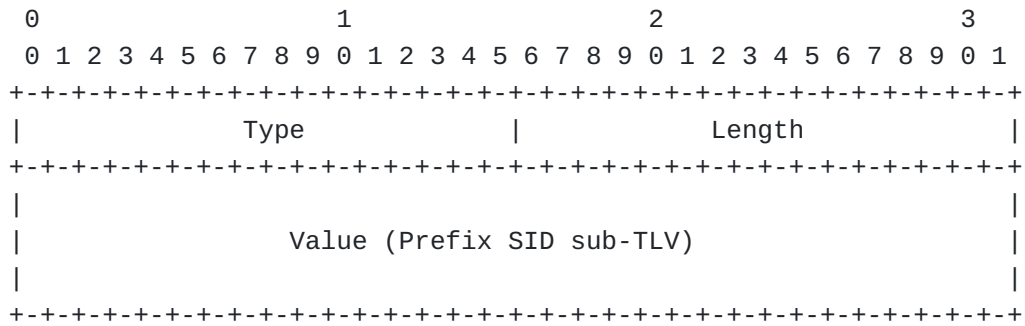 0                   1                   2                   3
 0 1 2 3 4 5 6 7 8 9 0 1 2 3 4 5 6 7 8 9 0 1 2 3 4 5 6 7 8 9 0 1
+-+-+-+-+-+-+-+-+-+-+-+-+-+-+-+-+-+-+-+-+-+-+-+-+-+-+-+-+-+-+-+-+
|              Type             |            Length             |
+-+-+-+-+-+-+-+-+-+-+-+-+-+-+-+-+-+-+-+-+-+-+-+-+-+-+-+-+-+-+-+-+
|                                                               |
|                 Value (Prefix SID sub-TLV)                    |
|                                                               |
+-+-+-+-+-+-+-+-+-+-+-+-+-+-+-+-+-+-+-+-+-+-+-+-+-+-+-+-+-+-+-+-+